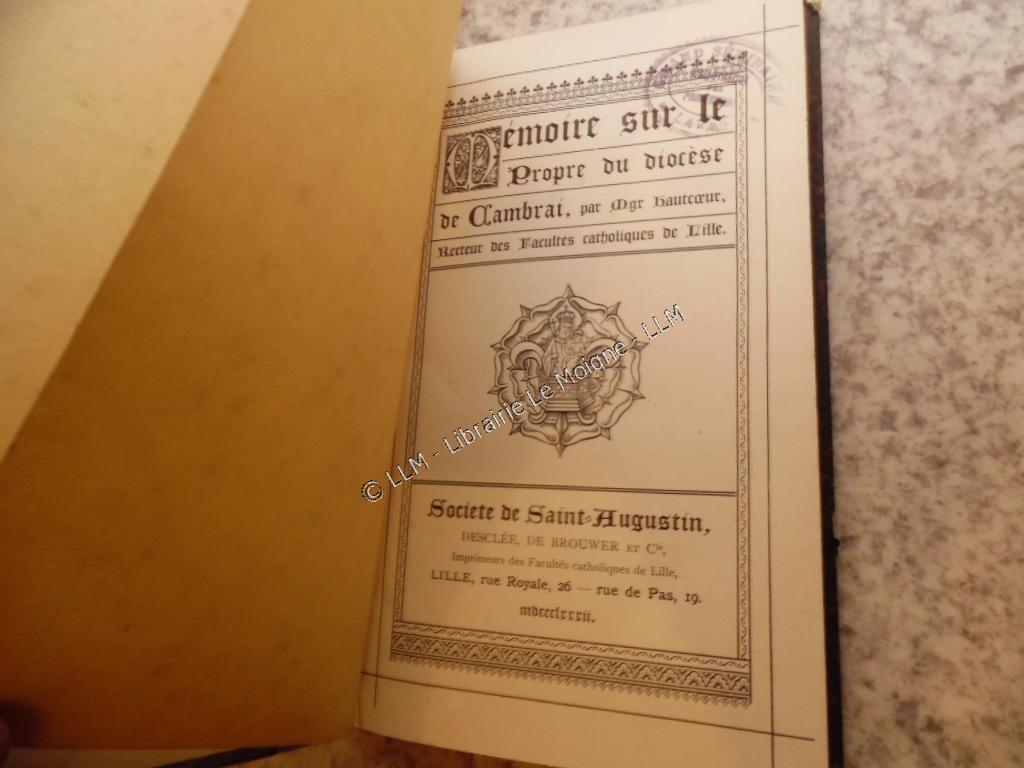 Mémoire sur le
Propre du diocèse
de Cambrai, par Mgr Hautcœur,
Recteur des Facultés catholiques de Lille.
© LLM - Librairie Le Moigne - LLM
Societe de Saint-Augustin,
DESCLÉE, DE BROUWER ET Cie,
Imprimeurs des Facultés catholiques de Lille,
LILLE, rue Royale, 26 — rue de Pas, 19.
mdccclxxxii.